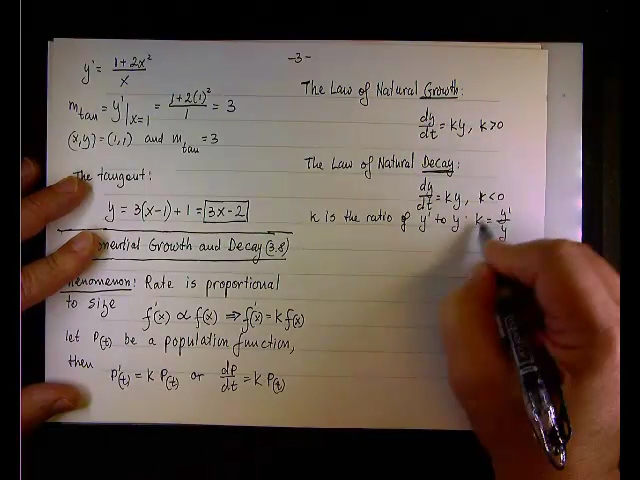 -3-
y' = (1+2x²)/x
m_tan = y'|x=1 = (1+2(1)²)/1 = 3
(x,y)=(1,1) and m_tan = 3
The tangent:
y = 3(x-1)+1 = 3x-2
onential Growth and Decay (3.8)
henomenon: Rate is proportional
to size
f'(x) ∝ f(x) ⇒ f'(x) = k f(x)
let P(t) be a population function,
then
P'(t) = k P(t) or dP/dt = k P(t)
The Law of Natural Growth:
dy/dt = ky, k>0
The Law of Natural Decay:
dy/dt = ky, k<0
k is the ratio of y' to y: k = y'/y